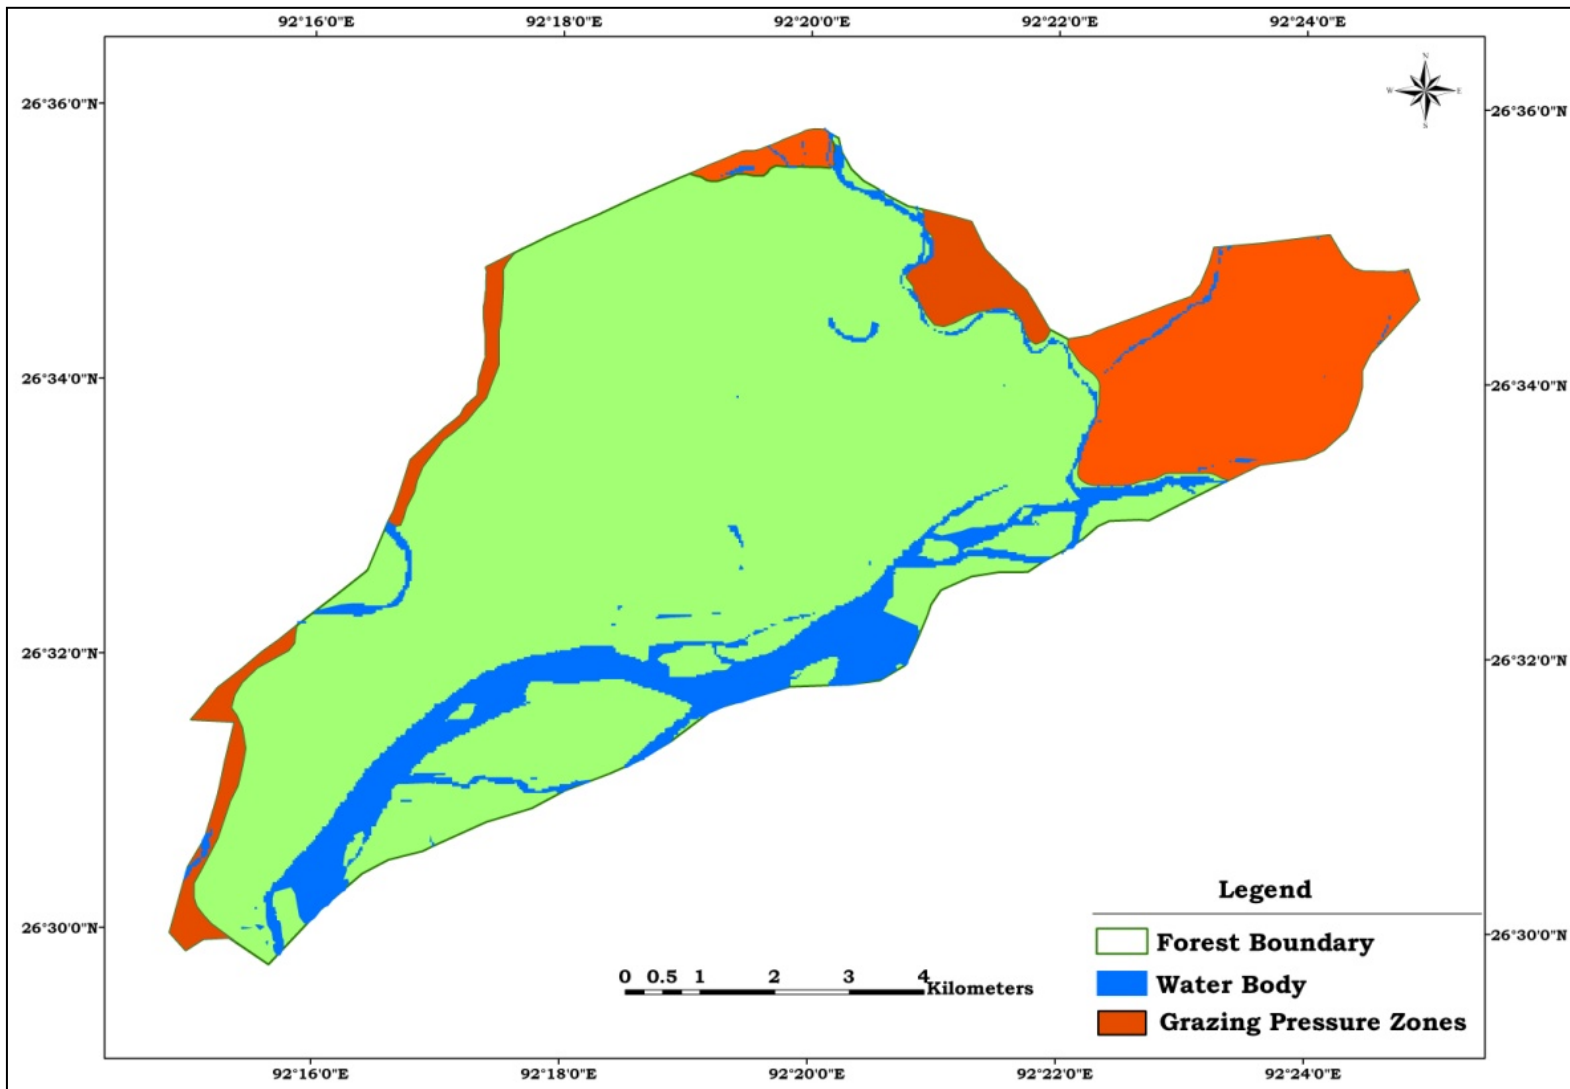 92°16'0"E 92°18'0"E 92°20'0"E 92°22'0"E 92°24'0"E
N
W E
S
26°36'0"N 26°36'0"N
26°34'0"N 26°34'0"N
26°32'0"N 26°32'0"N
26°30'0"N 26°30'0"N
Legend
Forest Boundary
Water Body
Grazing Pressure Zones
0 0.5 1 2 3 4
Kilometers
92°16'0"E 92°18'0"E 92°20'0"E 92°22'0"E 92°24'0"E